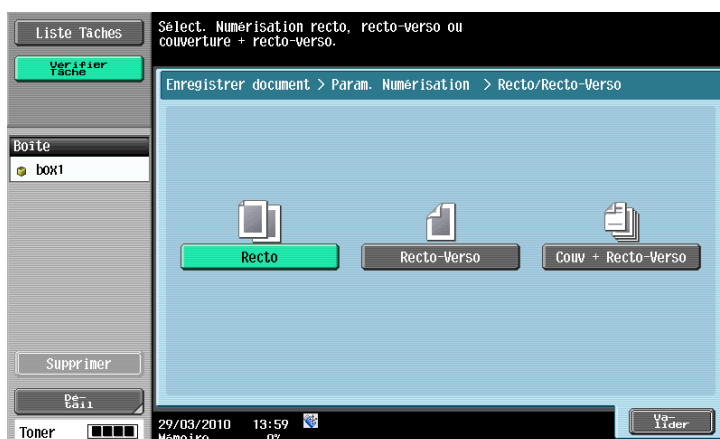 Liste Tâches
Vérifier
Tâche
Sélect. Numérisation recto, recto-verso ou
couverture + recto-verso.
Enregistrer document > Param. Numérisation > Recto/Recto-Verso
Boîte
box1
Recto
Recto-Verso
Couv + Recto-Verso
Supprimer
Dé-
tail
Toner
29/03/2010 13:59
Mémoire 0%
Va-
lider